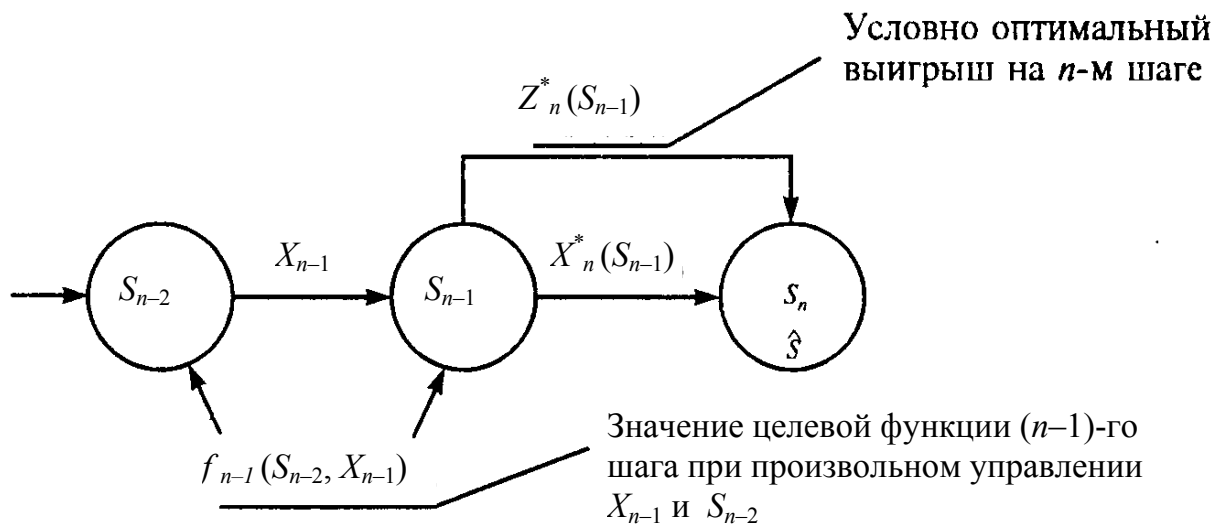 Условно оптимальный
выигрыш на n-м шаге
Z*n(Sn–1)
Xn–1
X*n(Sn–1)
Sn–2
Sn–1
sn
ŝ
fn–1(Sn–2, Xn–1)
Значение целевой функции (n–1)-го
шага при произвольном управлении
Xn–1 и Sn–2